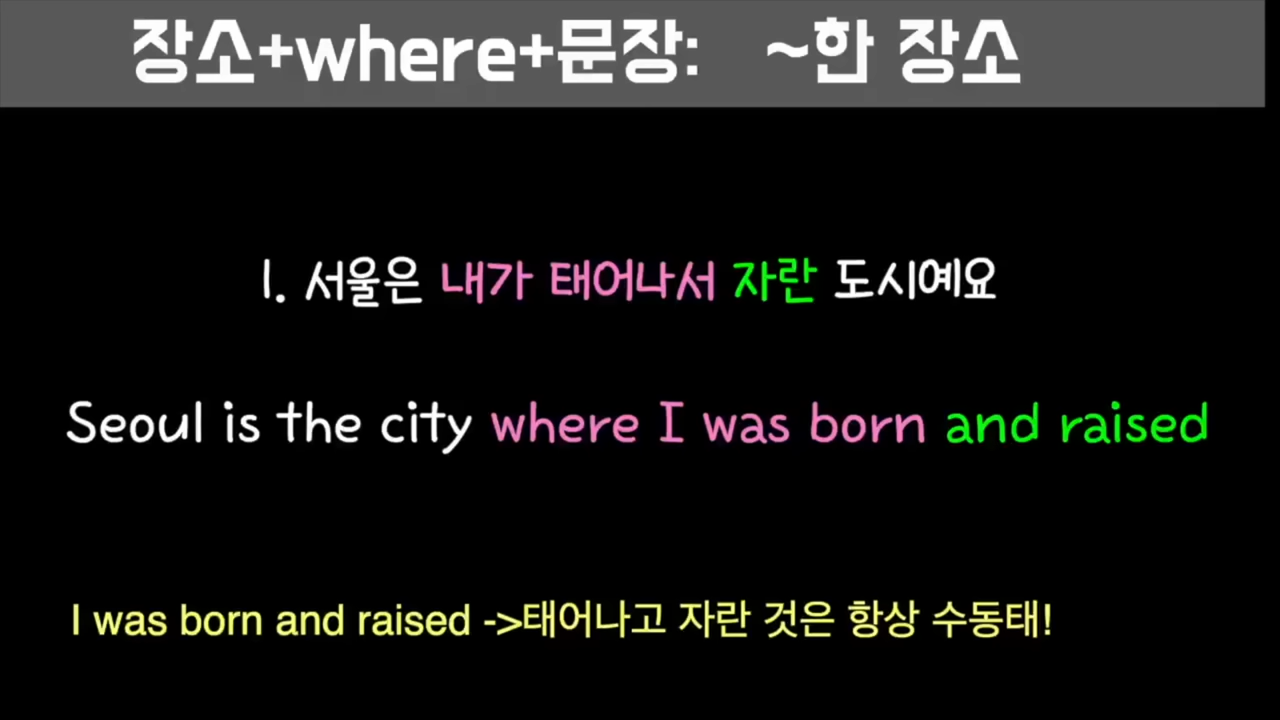 장소+where+문장: ~한 장소
1. 서울은 내가 태어나서 자란 도시예요
Seoul is the city where I was born and raised
I was born and raised ->태어나고 자란 것은 항상 수동태!